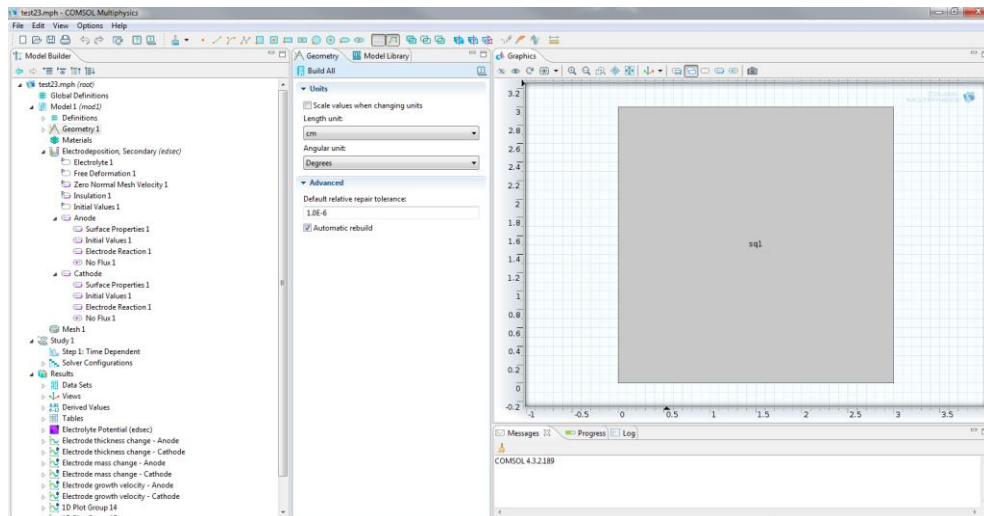 test23.mph - COMSOL Multiphysics
File Edit View Options Help
Model Builder
test23.mph (root)
Global Definitions
Model 1 (mod1)
Definitions
Geometry 1
Materials
Electrodeposition, Secondary (edsec)
Electrolyte 1
Free Deformation 1
Zero Normal Mesh Velocity 1
Insulation 1
Initial Values 1
Anode
Surface Properties 1
Initial Values 1
Electrode Reaction 1
No Flux 1
Cathode
Surface Properties 1
Initial Values 1
Electrode Reaction 1
No Flux 1
Mesh 1
Study 1
Step 1: Time Dependent
Solver Configurations
Results
Data Sets
Views
Derived Values
Tables
Electrolyte Potential (edsec)
Electrode thickness change - Anode
Electrode thickness change - Cathode
Electrode mass change - Anode
Electrode mass change - Cathode
Electrode growth velocity - Anode
Electrode growth velocity - Cathode
1D Plot Group 14
Geometry Model Library
Build All
Units
Scale values when changing units
Length unit:
cm
Angular unit:
Degrees
Advanced
Default relative repair tolerance:
1.0E-6
Automatic rebuild
Graphics
3.2
3
2.8
2.6
2.4
2.2
2
1.8
1.6
1.4
1.2
1
0.8
0.6
0.4
0.2
0
-0.2
sq1
-1 -0.5 0 0.5 1 1.5 2 2.5 3 3.5
Messages Progress Log
COMSOL 4.3.2.189